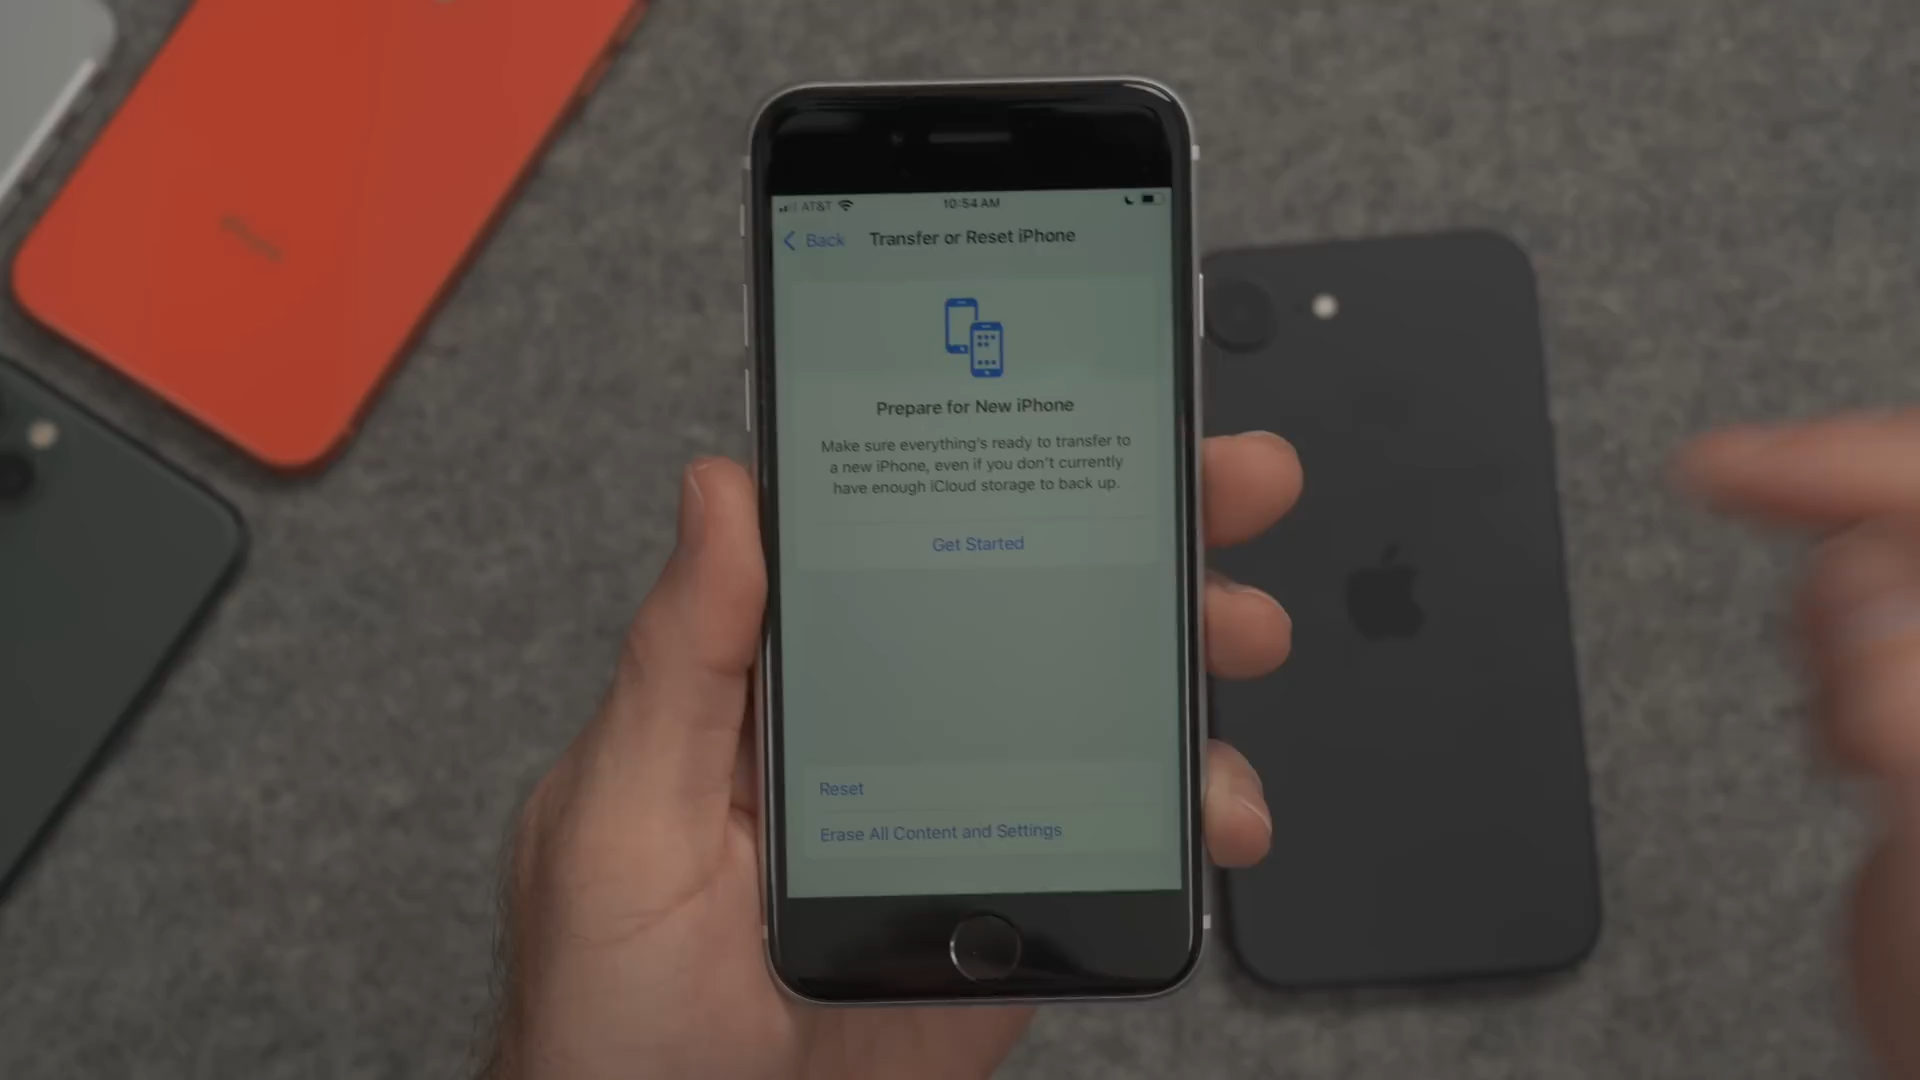 AT&T 10:54 AM
Back Transfer or Reset iPhone
Prepare for New iPhone
Make sure everything's ready to transfer to
a new iPhone, even if you don't currently
have enough iCloud storage to back up.
Get Started
Reset
Erase All Content and Settings